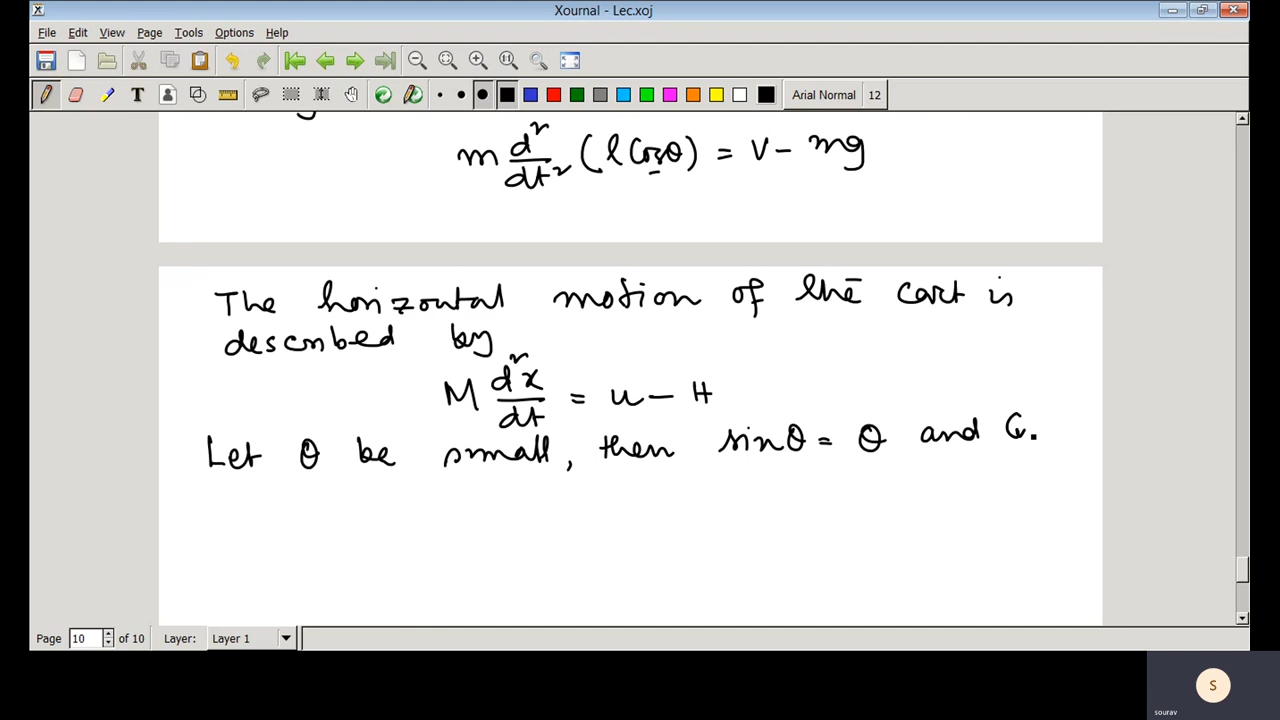 Xournal - Lec.xoj
File Edit View Page Tools Options Help
T Arial Normal 12
m d²/dt² (l Cosθ) = V - mg
The horizontal motion of the cart is
described by
M d²x/dt = u - H
Let θ be small, then sinθ = θ and
Page 10 of 10 Layer: Layer 1
S
sourav